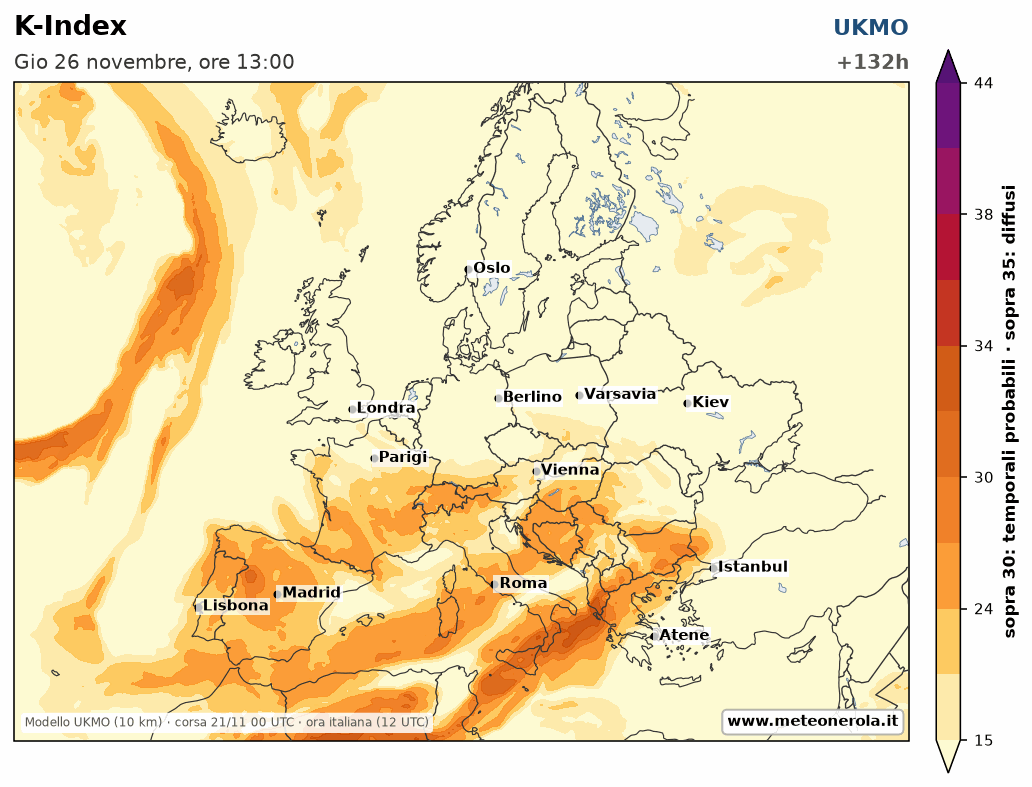 K-Index
UKMO
Gio 26 novembre, ore 13:00
+132h
44
38
34
30
24
15
sopra 30: temporali probabili · sopra 35: diffusi
Oslo
Berlino
Varsavia
Kiev
Londra
Parigi
Vienna
Istanbul
Roma
Madrid
Lisbona
Atene
Modello UKMO (10 km) · corsa 21/11 00 UTC · ora italiana (12 UTC)
www.meteonerola.it